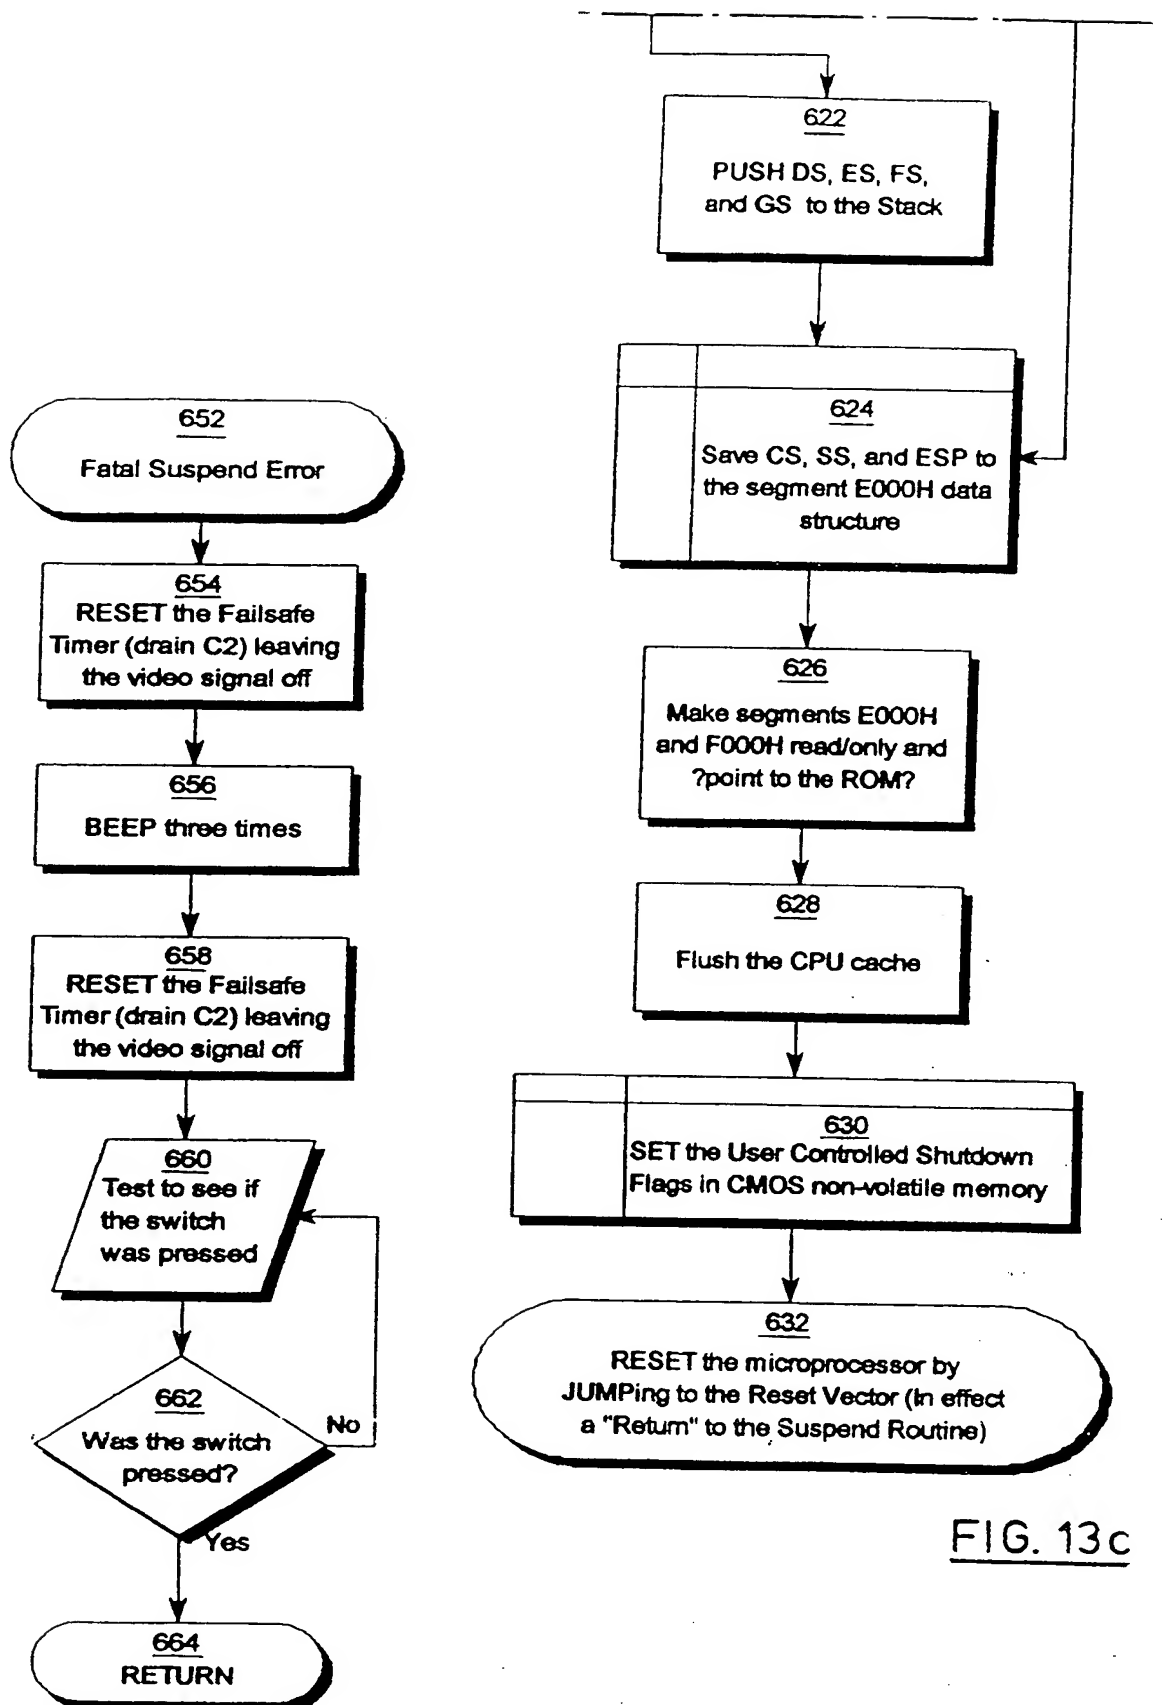 622
PUSH DS, ES, FS,
and GS to the Stack
624
Save CS, SS, and ESP to
the segment E000H data
structure
626
Make segments E000H
and F000H read/only and
?point to the ROM?
628
Flush the CPU cache
630
SET the User Controlled Shutdown
Flags in CMOS non-volatile memory
632
RESET the microprocessor by
JUMPing to the Reset Vector (In effect
a "Return" to the Suspend Routine)
652
Fatal Suspend Error
654
RESET the Failsafe
Timer (drain C2) leaving
the video signal off
656
BEEP three times
658
RESET the Failsafe
Timer (drain C2) leaving
the video signal off
660
Test to see if
the switch
was pressed
662
Was the switch
pressed?
No
Yes
664
RETURN
FIG. 13c